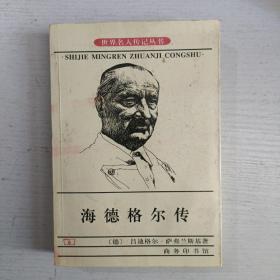 世界名人传记丛书
SHIJIE MINGREN ZHUANJI CONGSHU
海德格尔传
〔德〕吕迪格尔·萨弗兰斯基著
商务印书馆